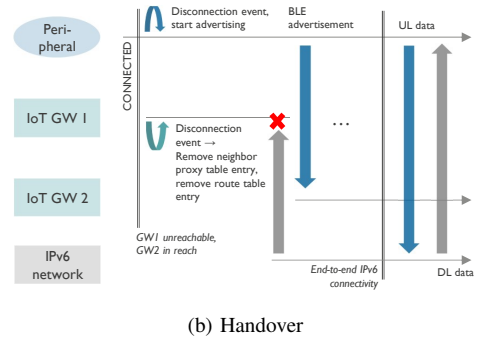 Disconnection event,
start advertising
BLE
advertisement
UL data
Peri-
pheral
CONNECTED
IoT GW 1
...
Disconnection
event →
Remove neighbor
proxy table entry,
remove route table
entry
IoT GW 2
GW1 unreachable,
GW2 in reach
IPv6
network
End-to-end IPv6
connectivity
DL data
(b) Handover